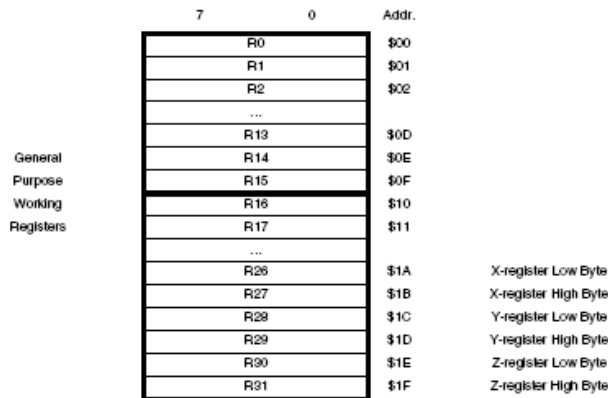 7 0 Addr.
R0 $00
R1 $01
R2 $02
...
R13 $0D
General R14 $0E
Purpose R15 $0F
Working R16 $10
Registers R17 $11
...
R26 $1A X-register Low Byte
R27 $1B X-register High Byte
R28 $1C Y-register Low Byte
R29 $1D Y-register High Byte
R30 $1E Z-register Low Byte
R31 $1F Z-register High Byte